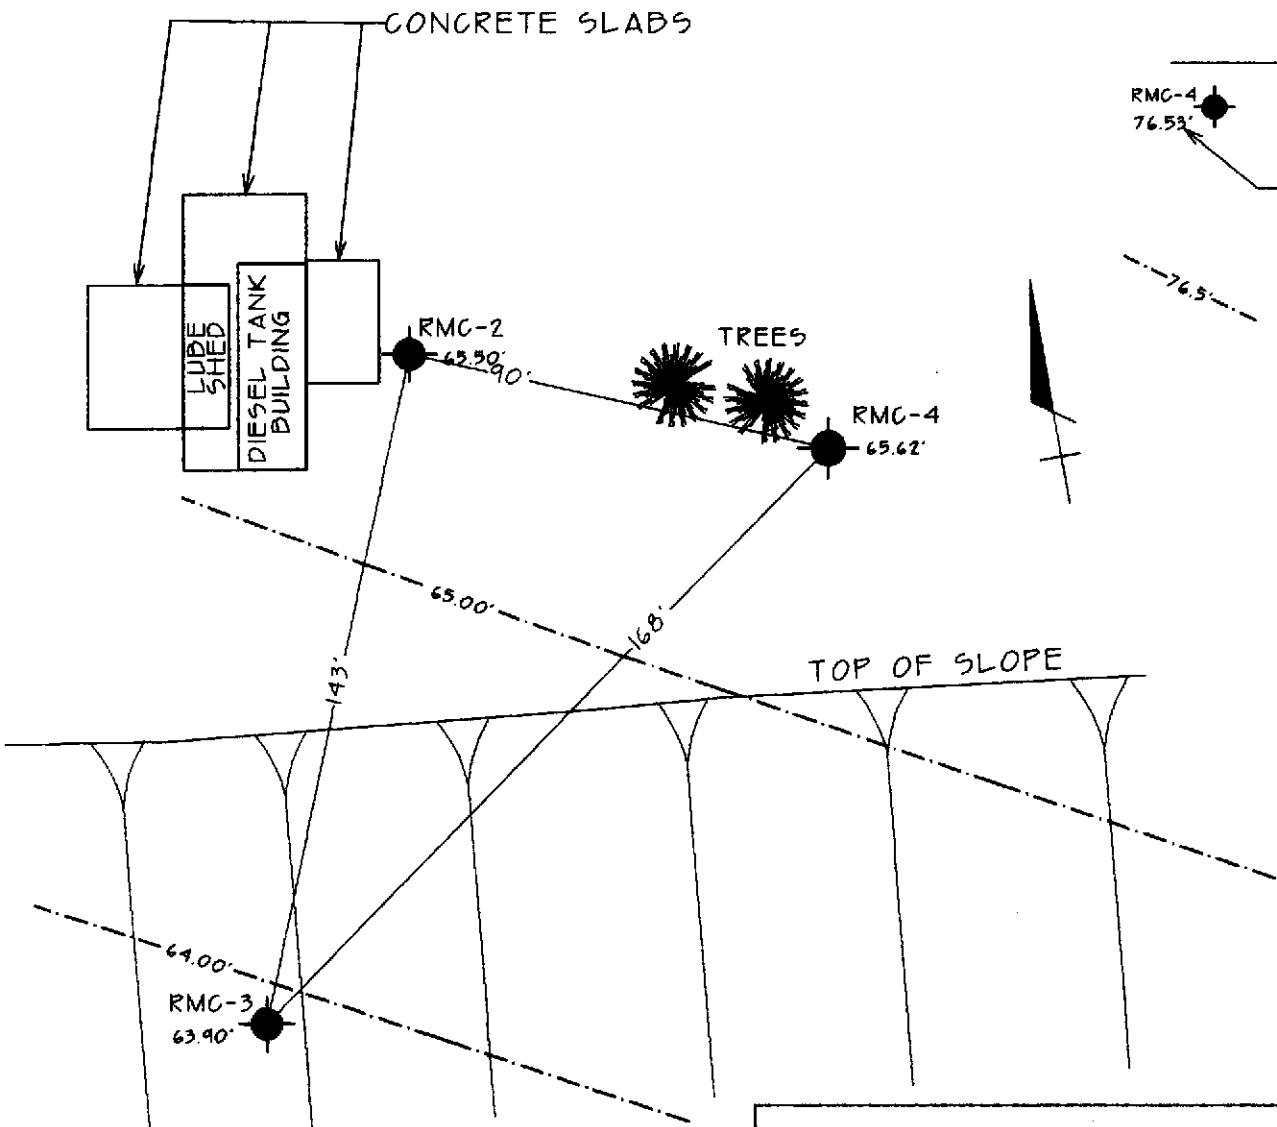 CONCRETE SLABS
RMC-4
76.53'
76.5'
LUBE
SHED
DIESEL TANK
BUILDING
RMC-2
65.50'
90'
TREES
RMC-4
65.62'
65.00'
168'
143'
TOP OF SLOPE
64.00'
RMC-3
63.90'